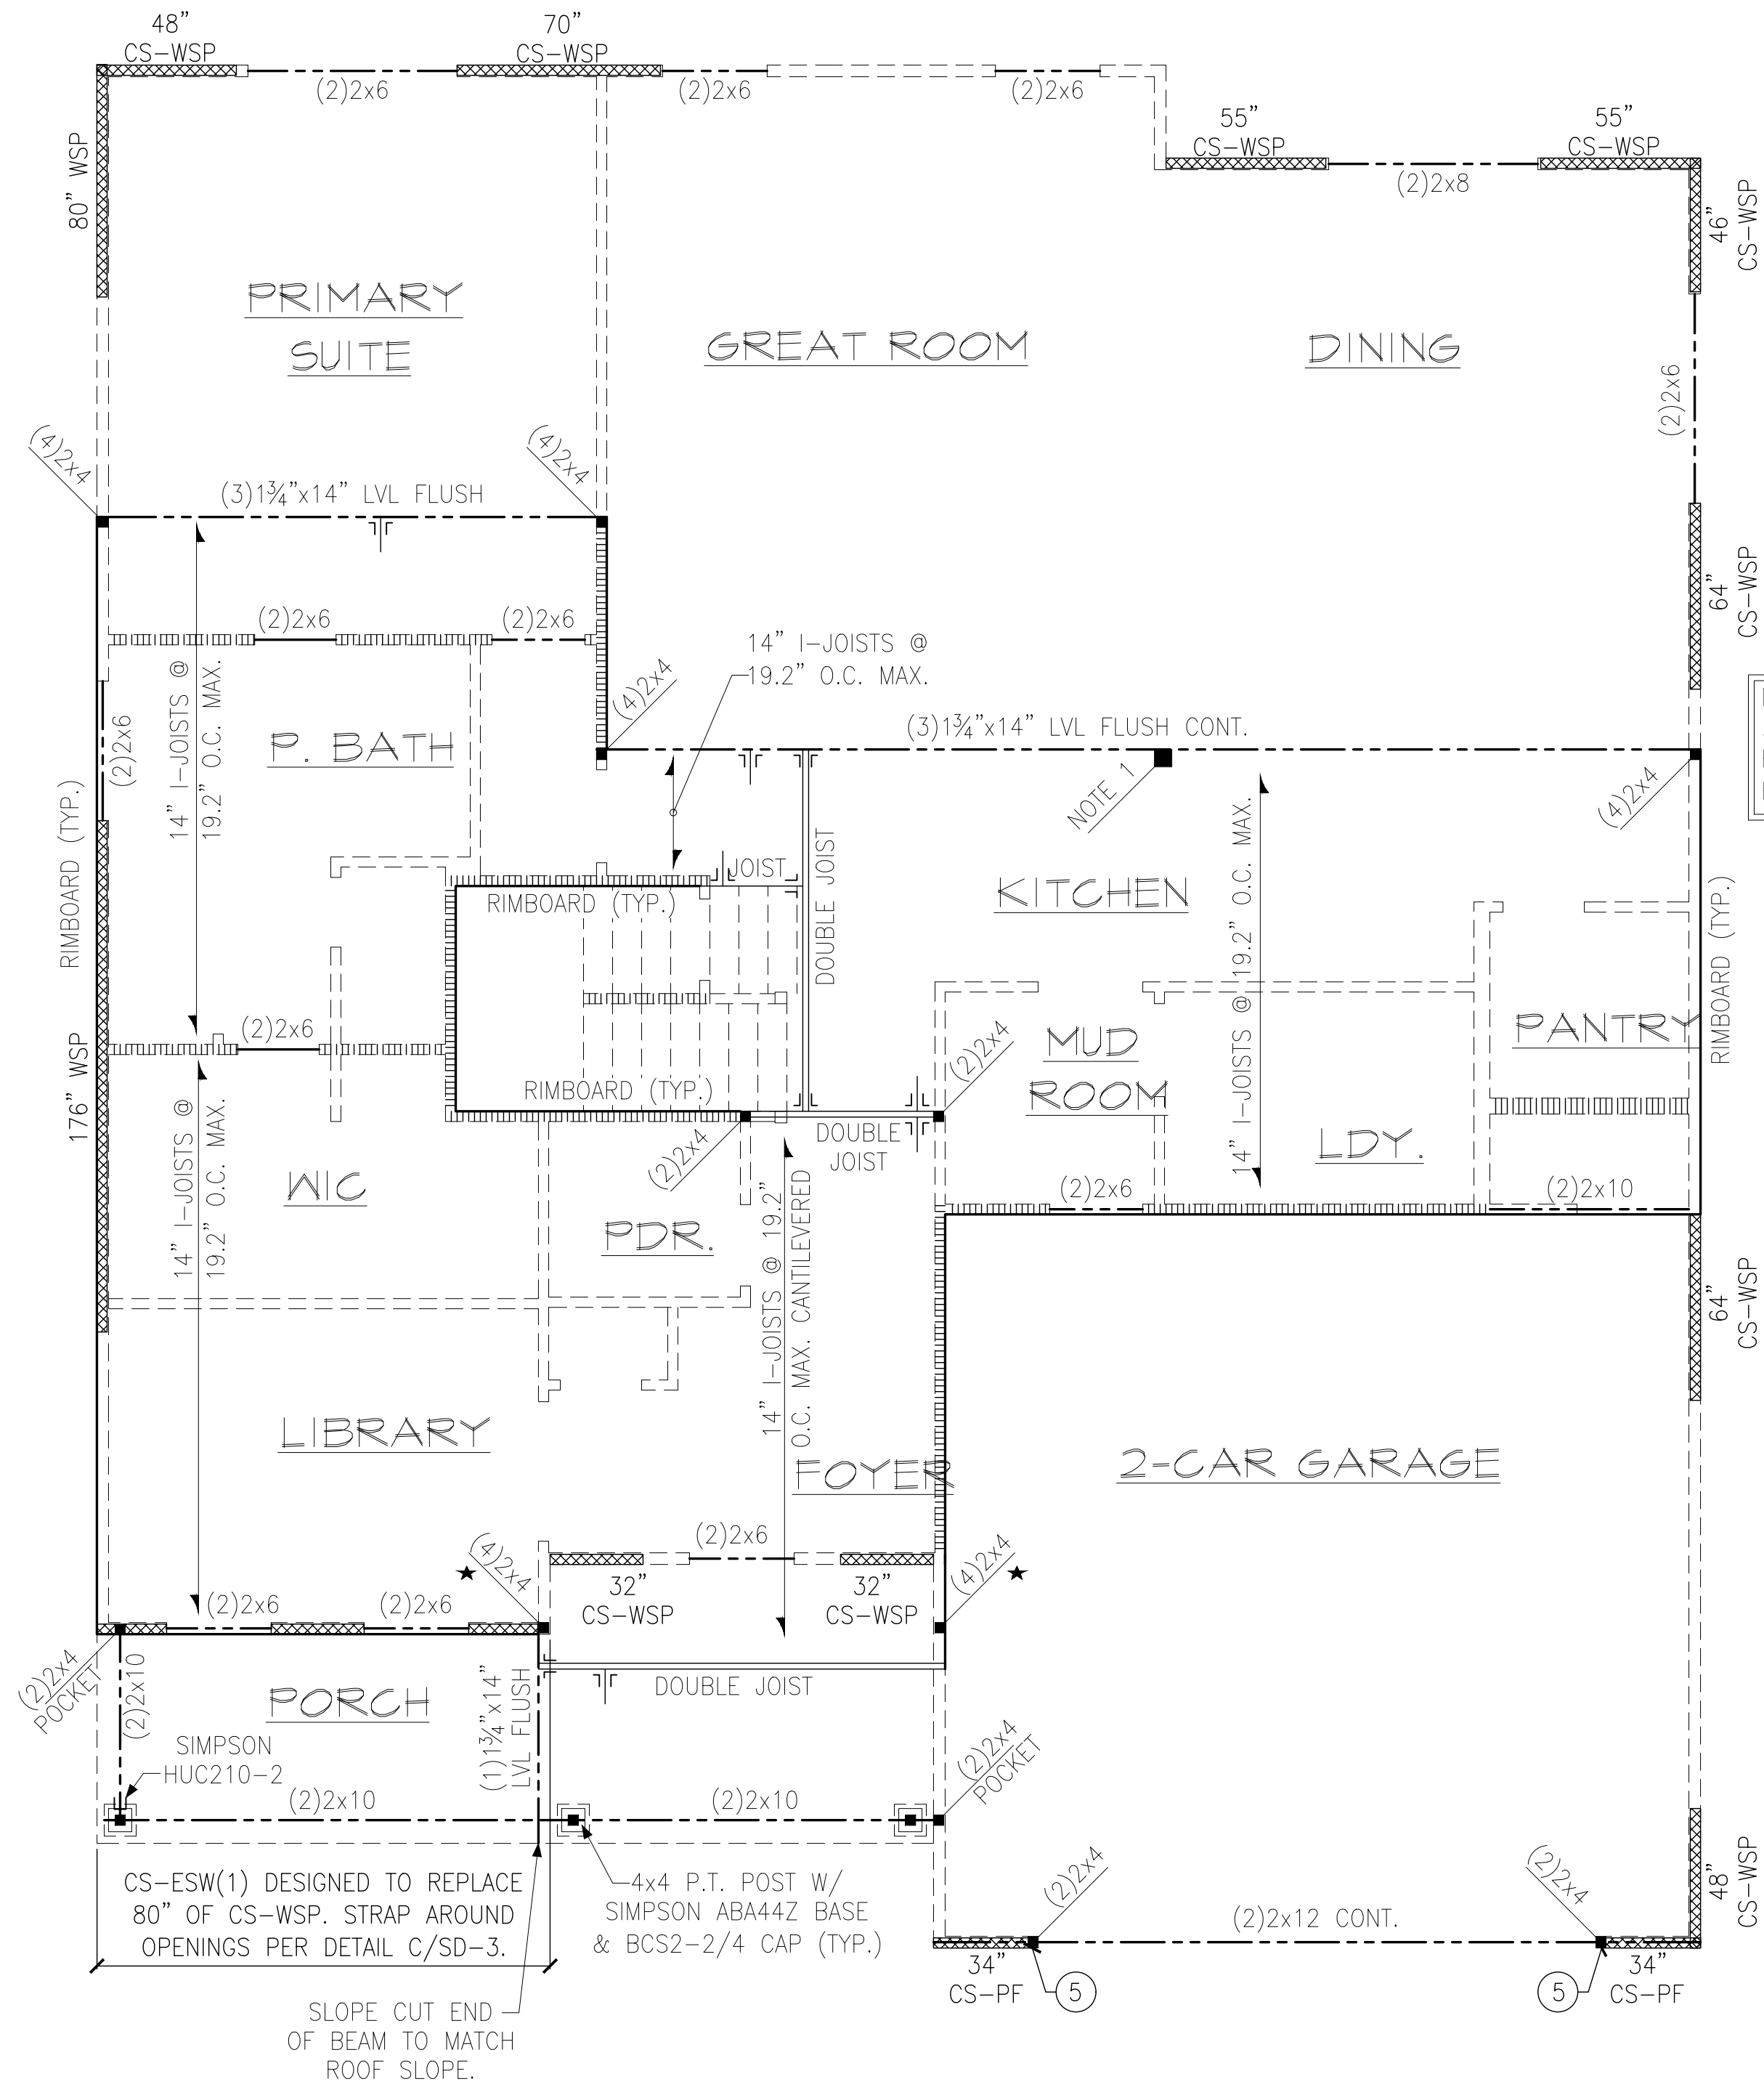 48”
CS-WSP
70”
CS-WSP
(2)2x6
(2)2x6
(2)2x6
55”
CS-WSP
55”
CS-WSP
(2)2x8
80” WSP
46”
CS-WSP
PRIMARY
SUITE
GREAT ROOM
DINING
(2)2x6
(4)2x4
(4)2x4
(3)1¾”x14” LVL FLUSH
64”
CS-WSP
(2)2x6
(2)2x6
14” I-JOISTS @
19.2” O.C. MAX.
14” I-JOISTS @
19.2” O.C. MAX.
(4)2x4
(2)2x6
P. BATH
(3)1¾”x14” LVL FLUSH CONT.
NOTE 1
(4)2x4
RIMBOARD (TYP.)
JOIST
DOUBLE JOIST
RIMBOARD (TYP.)
KITCHEN
14” I-JOISTS @ 19.2” O.C. MAX.
RIMBOARD (TYP.)
(2)2x6
176” WSP
MUD
ROOM
PANTRY
(2)2x4
RIMBOARD (TYP.)
(2)2x4
DOUBLE
JOIST
LDY.
14” I-JOISTS @
19.2” O.C. MAX.
WIC
PDR.
14” I-JOISTS @ 19.2”
O.C. MAX. CANTILEVERED
(2)2x6
(2)2x10
64”
CS-WSP
LIBRARY
FOYER
2-CAR GARAGE
(2)2x6
★
(4)2x4
(4)2x4
★
32”
CS-WSP
32”
CS-WSP
(2)2x6
(2)2x6
(2)2x4
POCKET
(2)2x10
PORCH
(1)1¾”x14”
LVL FLUSH
DOUBLE JOIST
SIMPSON
HUC210-2
(2)2x10
(2)2x10
(2)2x4
POCKET
CS-ESW(1) DESIGNED TO REPLACE
80” OF CS-WSP. STRAP AROUND
OPENINGS PER DETAIL C/SD-3.
4x4 P.T. POST W/
SIMPSON ABA44Z BASE
& BCS2-2/4 CAP (TYP.)
(2)2x4
(2)2x12 CONT.
(2)2x4
48”
CS-WSP
34”
CS-PF
5
5
34”
CS-PF
SLOPE CUT END
OF BEAM TO MATCH
ROOF SLOPE.